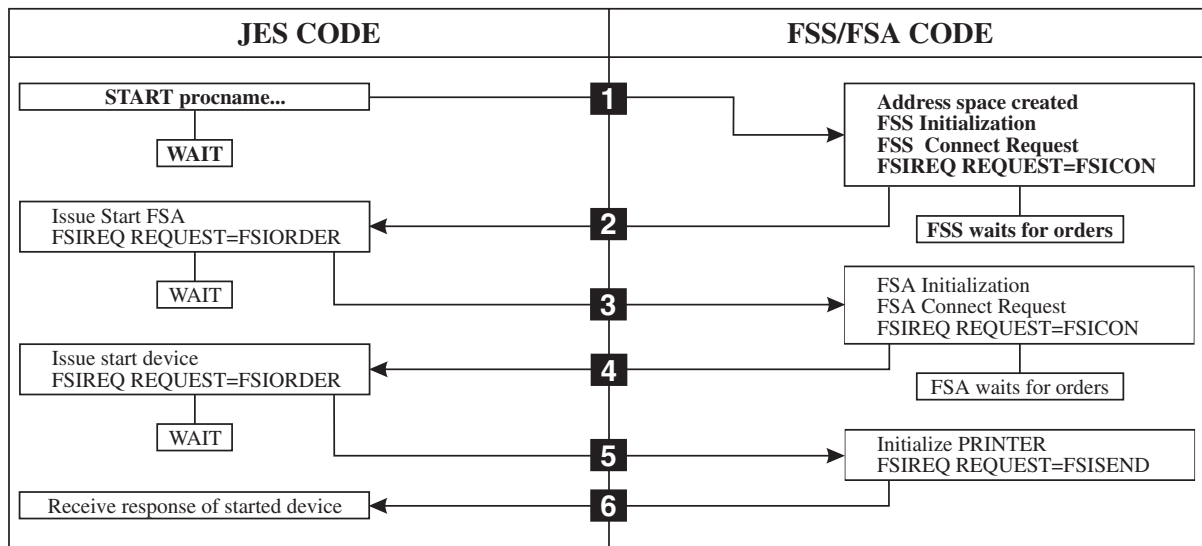 JES CODE
FSS/FSA CODE
START procname...
1
Address space created
FSS Initialization
FSS Connect Request
FSIREQ REQUEST=FSICON
WAIT
Issue Start FSA
FSIREQ REQUEST=FSIORDER
2
FSS waits for orders
WAIT
3
FSA Initialization
FSA Connect Request
FSIREQ REQUEST=FSICON
Issue start device
FSIREQ REQUEST=FSIORDER
4
FSA waits for orders
WAIT
5
Initialize PRINTER
FSIREQ REQUEST=FSISEND
Receive response of started device
6